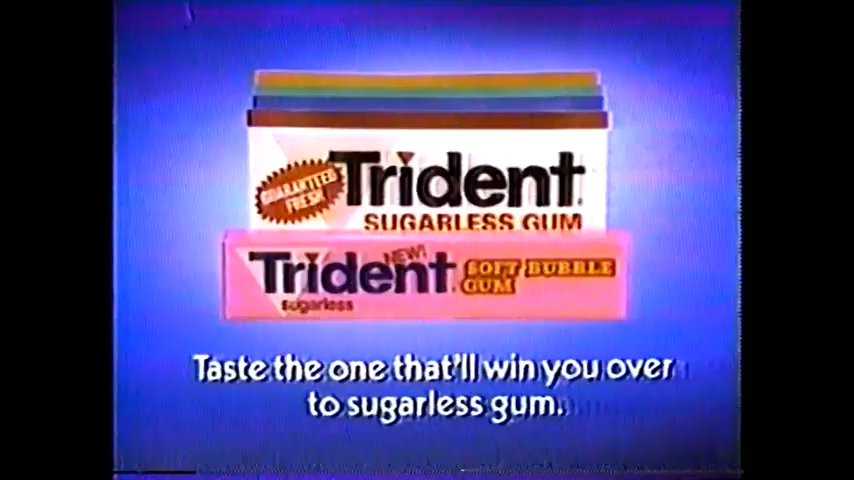 GUARANTEED
FRESH
Trident
SUGARLESS GUM
NEW!
Trident
SOFT BUBBLE
GUM
sugarless
Taste the one that'll win you over
to sugarless gum.